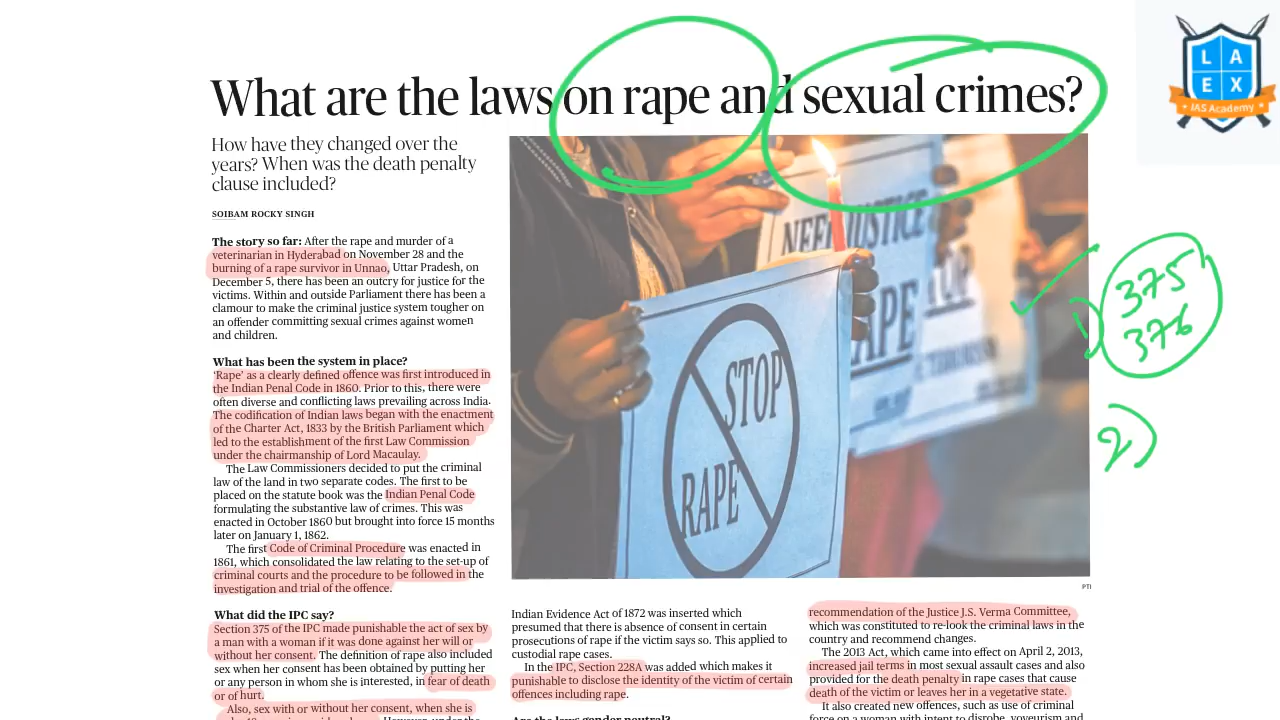 What are the laws on rape and sexual crimes?
L A
E X
IAS Academy
How have they changed over the
years? When was the death penalty
clause included?
SOIBAM ROCKY SINGH
The story so far: After the rape and murder of a
veterinarian in Hyderabad on November 28 and the
burning of a rape survivor in Unnao, Uttar Pradesh, on
December 5, there has been an outcry for justice for the
victims. Within and outside Parliament there has been a
clamour to make the criminal justice system tougher on
an offender committing sexual crimes against women
and children.
What has been the system in place?
‘Rape’ as a clearly defined offence was first introduced in
the Indian Penal Code in 1860. Prior to this, there were
often diverse and conflicting laws prevailing across India.
The codification of Indian laws began with the enactment
of the Charter Act, 1833 by the British Parliament which
led to the establishment of the first Law Commission
under the chairmanship of Lord Macaulay.
The Law Commissioners decided to put the criminal
law of the land in two separate codes. The first to be
placed on the statute book was the Indian Penal Code
formulating the substantive law of crimes. This was
enacted in October 1860 but brought into force 15 months
later on January 1, 1862.
The first Code of Criminal Procedure was enacted in
1861, which consolidated the law relating to the set-up of
criminal courts and the procedure to be followed in the
investigation and trial of the offence.
What did the IPC say?
Section 375 of the IPC made punishable the act of sex by
a man with a woman if it was done against her will or
without her consent. The definition of rape also included
sex when her consent has been obtained by putting her
or any person in whom she is interested, in fear of death
or of hurt.
Also, sex with or without her consent, when she is
JUSTICE
STOP
RAPE
APE
1) 375
376
2)
PTI
Indian Evidence Act of 1872 was inserted which
presumed that there is absence of consent in certain
prosecutions of rape if the victim says so. This applied to
custodial rape cases.
In the IPC, Section 228A was added which makes it
punishable to disclose the identity of the victim of certain
offences including rape.
Are the laws gender neutral?
recommendation of the Justice J.S. Verma Committee,
which was constituted to re-look the criminal laws in the
country and recommend changes.
The 2013 Act, which came into effect on April 2, 2013,
increased jail terms in most sexual assault cases and also
provided for the death penalty in rape cases that cause
death of the victim or leaves her in a vegetative state.
It also created new offences, such as use of criminal
force on a woman with intent to disrobe, voyeurism and